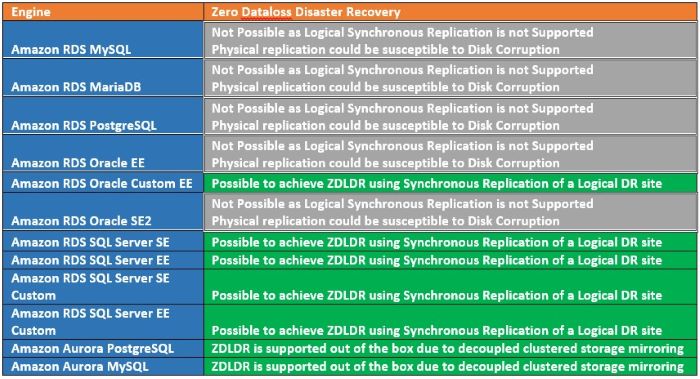 Engine Zero Dataloss Disaster Recovery
Not Possible as Logical Synchronous Replication is not Supported
Amazon RDS MySQL Physical replication could be susceptible to Disk Corruption
Not Possible as Logical Synchronous Replication is not Supported
Amazon RDS MariaDB Physical replication could be susceptible to Disk Corruption
Not Possible as Logical Synchronous Replication is not Supported
Amazon RDS PostgreSQL Physical replication could be susceptible to Disk Corruption
Not Possible as Logical Synchronous Replication is not Supported
Amazon RDS Oracle EE Physical replication could be susceptible to Disk Corruption
Amazon RDS Oracle Custom EE Possible to achieve ZDLDR using Synchronous Replication of a Logical DR site
Not Possible as Logical Synchronous Replication is not Supported
Amazon RDS Oracle SE2 Physical replication could be susceptible to Disk Corruption
Amazon RDS SQL Server SE Possible to achieve ZDLDR using Synchronous Replication of a Logical DR site
Amazon RDS SQL Server EE Possible to achieve ZDLDR using Synchronous Replication of a Logical DR site
Amazon RDS SQL Server SE
Custom Possible to achieve ZDLDR using Synchronous Replication of a Logical DR site
Amazon RDS SQL Server EE
Custom Possible to achieve ZDLDR using Synchronous Replication of a Logical DR site
Amazon Aurora PostgreSQL ZDLDR is supported out of the box due to decoupled clustered storage mirroring
Amazon Aurora MySQL ZDLDR is supported out of the box due to decoupled clustered storage mirroring